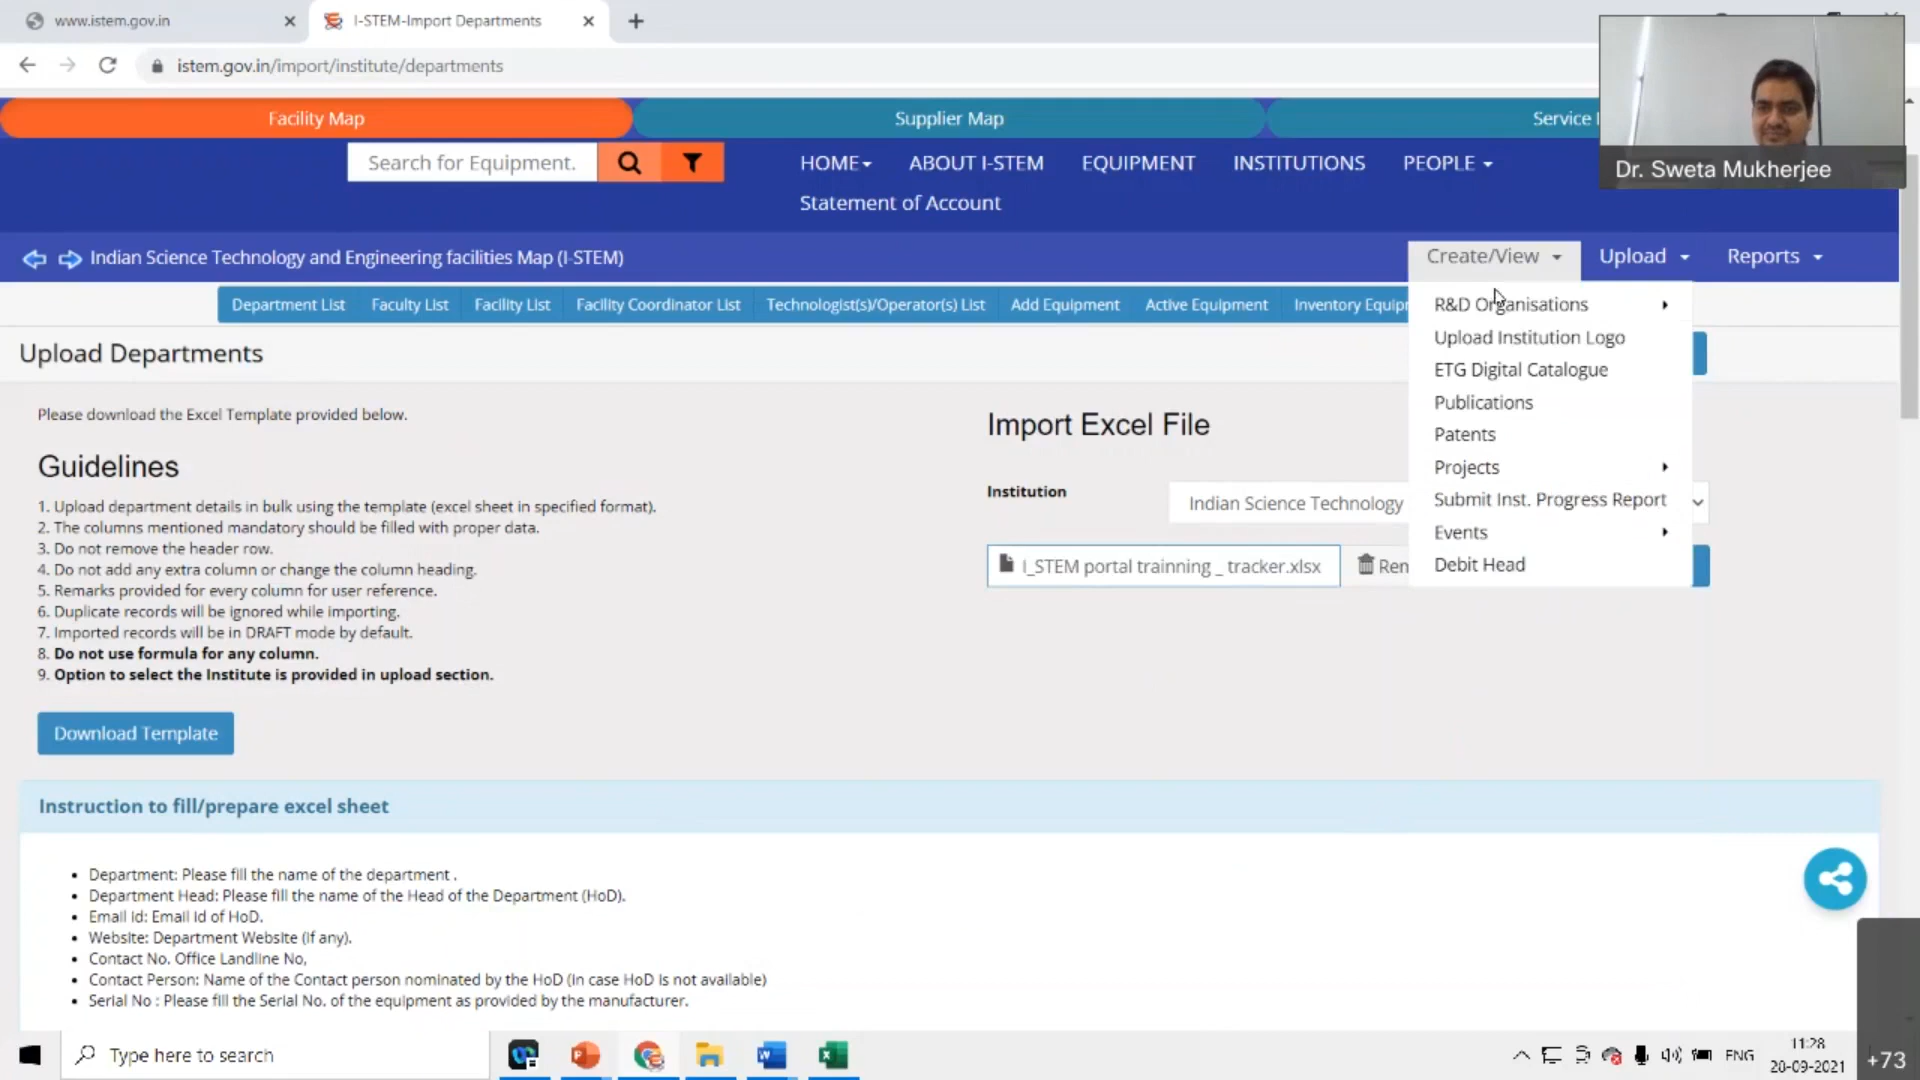 www.istem.gov.in
I-STEM-Import Departments
istem.gov.in/import/institute/departments
Facility Map
Supplier Map
Service
Dr. Sweta Mukherjee
Search for Equipment.
HOME
ABOUT I-STEM
EQUIPMENT
INSTITUTIONS
PEOPLE
Statement of Account
Indian Science Technology and Engineering facilities Map (I-STEM)
Create/View
Upload
Reports
Department List
Faculty List
Facility List
Facility Coordinator List
Technologist(s)/Operator(s) List
Add Equipment
Active Equipment
Inventory Equipr
R&D Organisations
Upload Institution Logo
ETG Digital Catalogue
Publications
Patents
Projects
Submit Inst. Progress Report
Events
Debit Head
Upload Departments
Please download the Excel Template provided below.
Guidelines
1. Upload department details in bulk using the template (excel sheet in specified format).
2. The columns mentioned mandatory should be filled with proper data.
3. Do not remove the header row.
4. Do not add any extra column or change the column heading.
5. Remarks provided for every column for user reference.
6. Duplicate records will be ignored while importing.
7. Imported records will be in DRAFT mode by default.
8. Do not use formula for any column.
9. Option to select the Institute is provided in upload section.
Download Template
Import Excel File
Institution
Indian Science Technology
I_STEM portal trainning _ tracker.xlsx
Ren
Instruction to fill/prepare excel sheet
• Department: Please fill the name of the department .
• Department Head: Please fill the name of the Head of the Department (HoD).
• Email Id: Email Id of HoD.
• Website: Department Website (if any).
• Contact No. Office Landline No,
• Contact Person: Name of the Contact person nominated by the HoD (in case HoD is not available)
• Serial No : Please fill the Serial No. of the equipment as provided by the manufacturer.
Type here to search
ENG
11:28
28-09-2021
+73